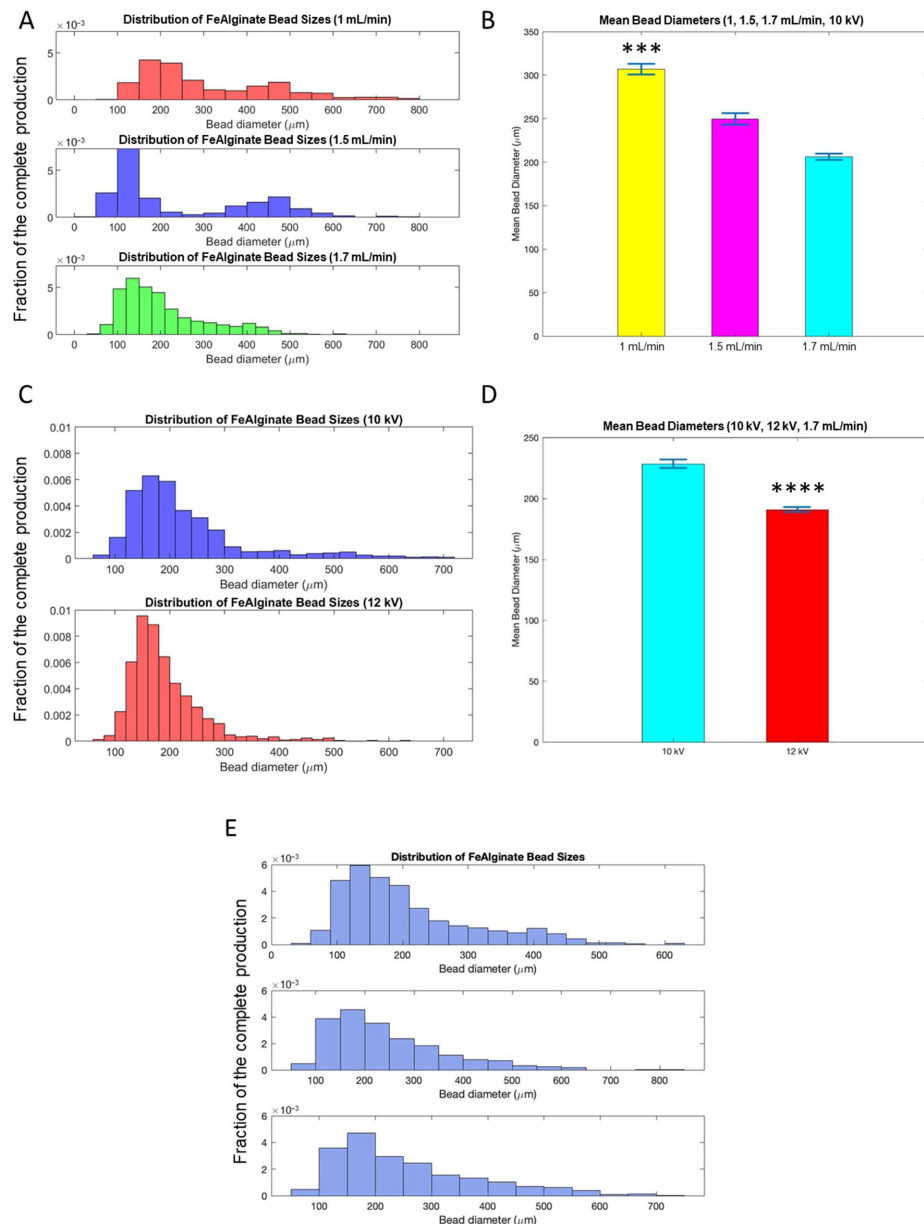 A
Distribution of FeAlginate Bead Sizes (1 mL/min)
× 10⁻³
5
0
0 100 200 300 400 500 600 700 800
Bead diameter (μm)
Distribution of FeAlginate Bead Sizes (1.5 mL/min)
× 10⁻³
5
0
0 100 200 300 400 500 600 700 800
Bead diameter (μm)
Distribution of FeAlginate Bead Sizes (1.7 mL/min)
× 10⁻³
5
0
0 100 200 300 400 500 600 700 800
Bead diameter (μm)
Fraction of the complete production
B
Mean Bead Diameters (1, 1.5, 1.7 mL/min, 10 kV)
350
300
250
200
150
100
50
0
Mean Bead Diameter (μm)
***
1 mL/min 1.5 mL/min 1.7 mL/min
C
Distribution of FeAlginate Bead Sizes (10 kV)
0.01
0.008
0.006
0.004
0.002
0
100 200 300 400 500 600 700
Bead diameter (μm)
Distribution of FeAlginate Bead Sizes (12 kV)
0.01
0.008
0.006
0.004
0.002
0
100 200 300 400 500 600 700
Bead diameter (μm)
Fraction of the complete production
D
Mean Bead Diameters (10 kV, 12 kV, 1.7 mL/min)
250
200
150
100
50
0
Mean Bead Diameter (μm)
****
10 kV 12 kV
E
Distribution of FeAlginate Bead Sizes
× 10⁻³
6
4
2
0
0 100 200 300 400 500 600
Bead diameter (μm)
× 10⁻³
6
4
2
0
100 200 300 400 500 600 700 800
Bead diameter (μm)
× 10⁻³
6
4
2
0
100 200 300 400 500 600 700
Bead diameter (μm)
Fraction of the complete production